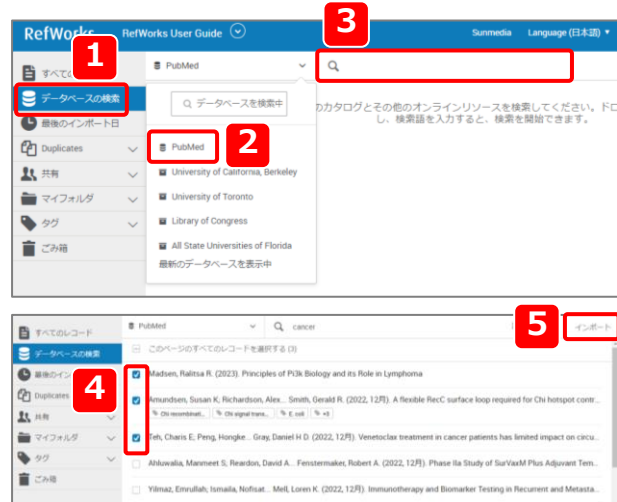 RefWorks RefWorks User Guide 3 Sunmedia Language (日本語)
1
すべての PubMed
データベースの検索 データベースを検索中
のカタログとその他のオンラインリソースを検索してください。ドロ
最後のインポート日 し、検索語を入力すると、検索を開始できます。
Duplicates PubMed 2
共有 University of California, Berkeley
マイフォルダ University of Toronto
タグ Library of Congress
ごみ箱 All State Universities of Florida
最新のデータベースを表示中
5
すべてのレコード PubMed cancer インポート
データベースの検索 このページのすべてのレコードを選択する (3)
最後のイン 4 Madsen, Ralitsa R. (2023). Principles of Pi3k Biology and its Role in Lymphoma
Duplicates Amundsen, Susan K, Richardson, Alex... Smith, Gerald R. (2022, 12月). A flexible RecC surface loop required for Chi hotspot contr...
共有 Chi recombinati... Chi signal trans... E. coli +3
マイフォルダ Teh, Charis E, Peng, Hongke... Gray, Daniel H D. (2022, 12月). Venetoclax treatment in cancer patients has limited impact on circu...
タグ Ahluwalia, Manmeet S, Reardon, David A... Fenstermaker, Robert A. (2022, 12月). Phase IIa Study of SurVaxM Plus Adjuvant Tem...
ごみ箱
Yilmaz, Emrullah; Ismaila, Nofisat... Mell, Loren K. (2022, 12月). Immunotherapy and Biomarker Testing in Recurrent and Metasta...